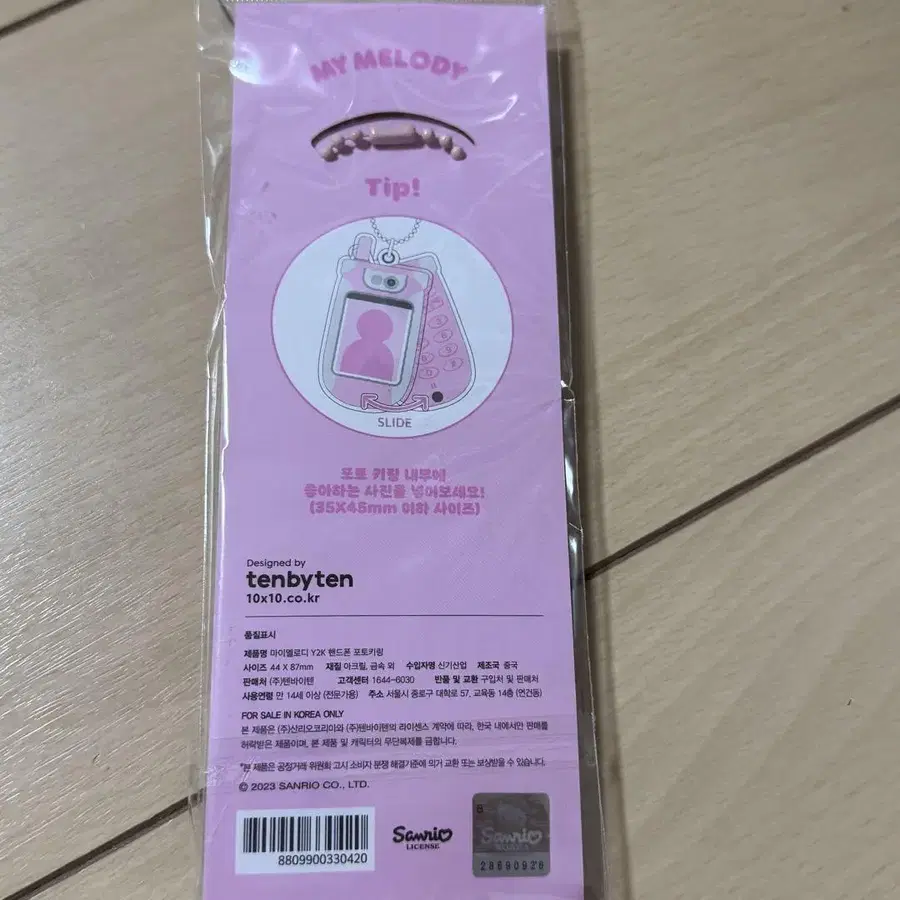 MY MELODY
Tip!
SLIDE
포토 키링 내부에
좋아하는 사진을 넣어보세요!
(35X45mm 이하 사이즈)
Designed by
tenbyten
10x10.co.kr
품질표시
제품명 마이멜로디 Y2K 핸드폰 포토키링
사이즈 44 X 87mm 재질 아크릴, 금속 외 수입자명 신기산업 제조국 중국
판매처 (주)텐바이텐 고객센터 1644-6030 반품 및 교환 구입처 및 판매처
사용연령 만 14세 이상 (전문가용) 주소 서울시 종로구 대학로 57, 교육동 14층 (연건동)
FOR SALE IN KOREA ONLY
본 제품은 (주)산리오코리아와 (주)텐바이텐의 라이센스 계약에 따라, 한국 내에서만 판매를
허락받은 제품이며, 본 제품 및 캐릭터의 무단복제를 금합니다.
*본 제품은 공정거래 위원회 고시 소비자 분쟁 해결기준에 의거 교환 또는 보상받을 수 있습니다.
© 2023 SANRIO CO., LTD.
8809900330420
Sanrio
LICENSE
Sanrio
28690928